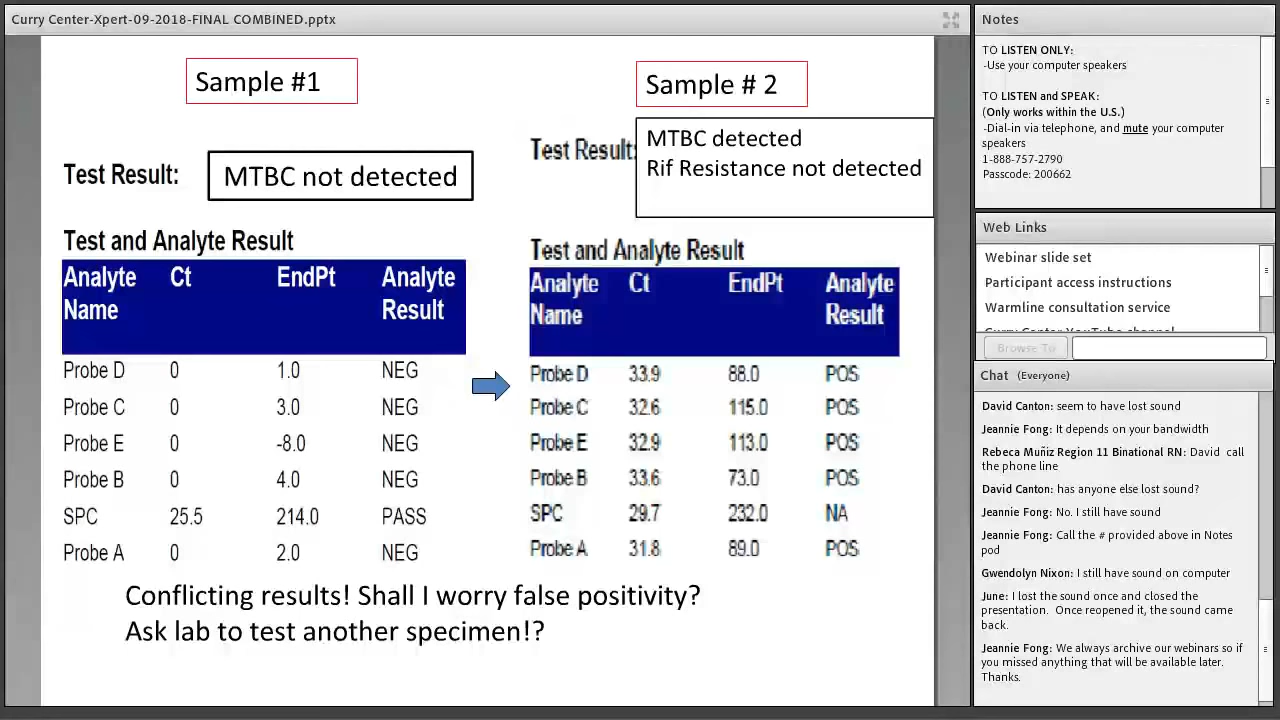 Curry Center-Xpert-09-2018-FINAL COMBINED.pptx
Sample #1
Test Result:
MTBC not detected
Test and Analyte Result
Analyte Name Ct EndPt Analyte Result
Probe D 0 1.0 NEG
Probe C 0 3.0 NEG
Probe E 0 -8.0 NEG
Probe B 0 4.0 NEG
SPC 25.5 214.0 PASS
Probe A 0 2.0 NEG
Sample # 2
Test Result:
MTBC detected
Rif Resistance not detected
Test and Analyte Result
Analyte Name Ct EndPt Analyte Result
Probe D 33.9 88.0 POS
Probe C 32.6 115.0 POS
Probe E 32.9 113.0 POS
Probe B 33.6 73.0 POS
SPC 29.7 232.0 NA
Probe A 31.8 89.0 POS
Conflicting results! Shall I worry false positivity?
Ask lab to test another specimen!?
Notes
TO LISTEN ONLY:
-Use your computer speakers
TO LISTEN and SPEAK:
(Only works within the U.S.)
-Dial-in via telephone, and mute your computer
speakers
1-888-757-2790
Passcode: 200662
Web Links
Webinar slide set
Participant access instructions
Warmline consultation service
Curry Center YouTube channel
Browse To
Chat (Everyone)
David Canton: seem to have lost sound
Jeannie Fong: It depends on your bandwidth
Rebeca Muñiz Region 11 Binational RN: David call
the phone line
David Canton: has anyone else lost sound?
Jeannie Fong: No. I still have sound
Jeannie Fong: Call the # provided above in Notes
pod
Gwendolyn Nixon: I still have sound on computer
June: I lost the sound once and closed the
presentation. Once reopened it, the sound came
back.
Jeannie Fong: We always archive our webinars so if
you missed anything that will be available later.
Thanks.